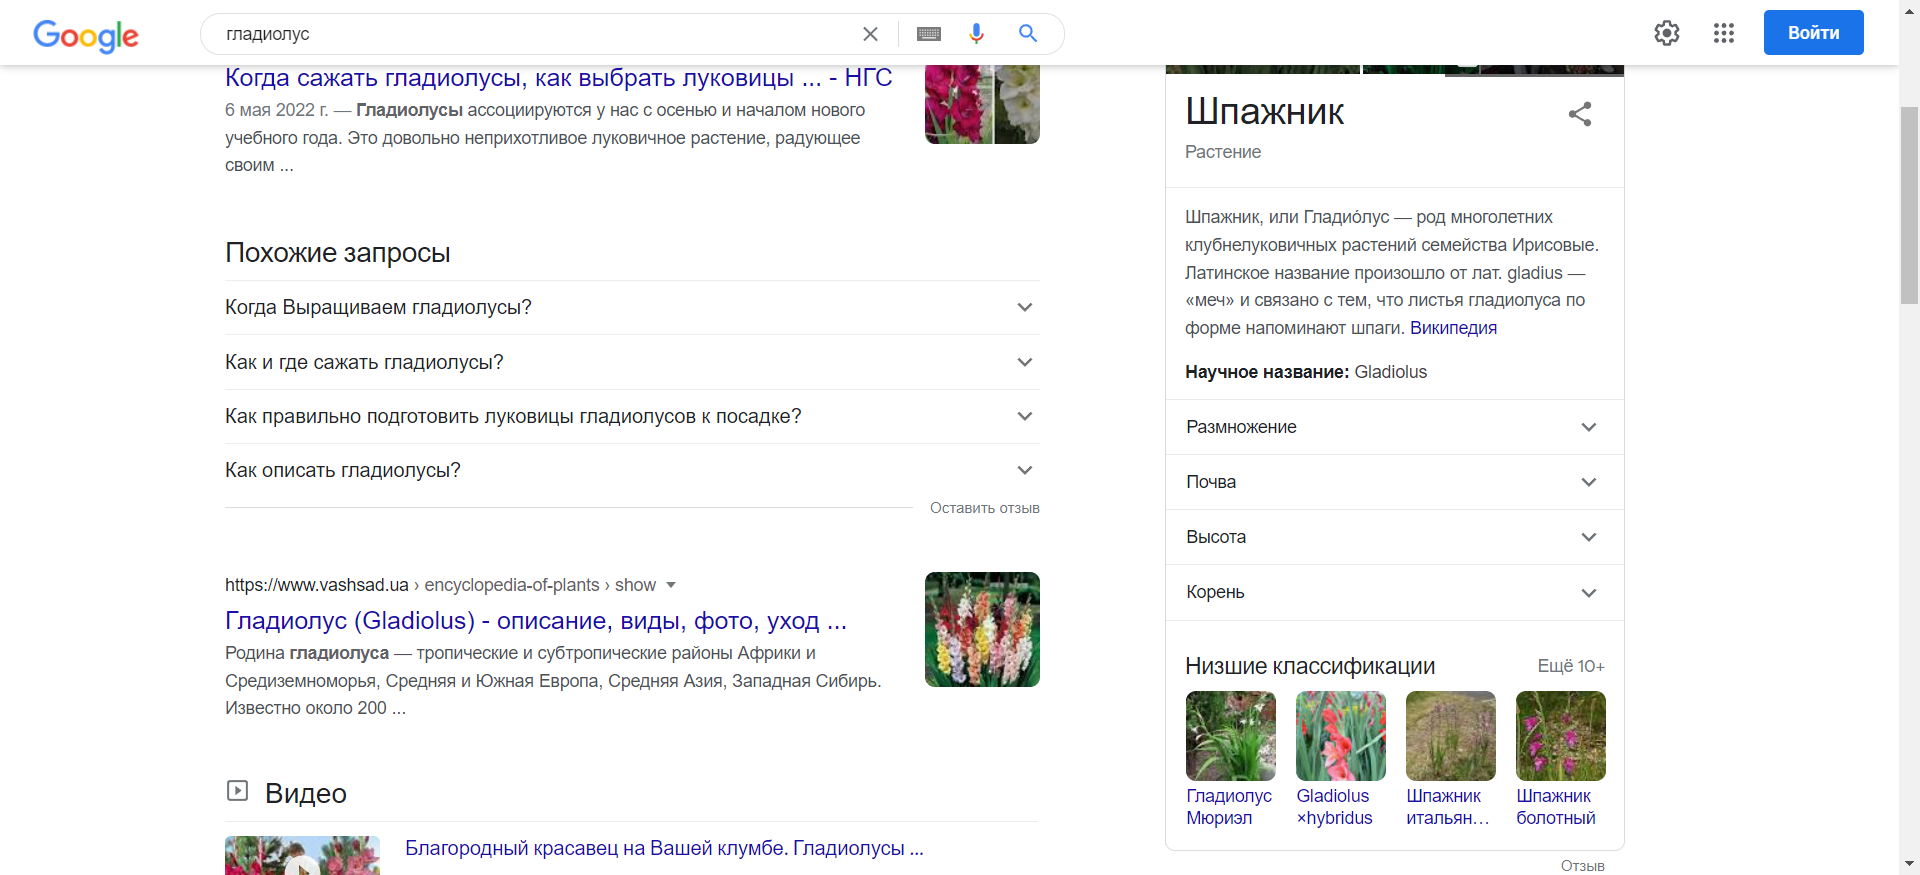 Google
гладиолус
Войти
Когда сажать гладиолусы, как выбрать луковицы ... - НГС
6 мая 2022 г. — Гладиолусы ассоциируются у нас с осенью и началом нового
учебного года. Это довольно неприхотливое луковичное растение, радующее
своим ...
Похожие запросы
Когда Выращиваем гладиолусы?
Как и где сажать гладиолусы?
Как правильно подготовить луковицы гладиолусов к посадке?
Как описать гладиолусы?
Оставить отзыв
https://www.vashsad.ua › encyclopedia-of-plants › show
Гладиолус (Gladiolus) - описание, виды, фото, уход ...
Родина гладиолуса — тропические и субтропические районы Африки и
Средиземноморья, Средняя и Южная Европа, Средняя Азия, Западная Сибирь.
Известно около 200 ...
Видео
Благородный красавец на Вашей клумбе. Гладиолусы ...
Шпажник
Растение
Шпажник, или Гладио́лус — род многолетних
клубнелуковичных растений семейства Ирисовые.
Латинское название произошло от лат. gladius —
«меч» и связано с тем, что листья гладиолуса по
форме напоминают шпаги. Википедия
Научное название: Gladiolus
Размножение
Почва
Высота
Корень
Низшие классификации
Ещё 10+
Гладиолус
Мюриэл
Gladiolus
×hybridus
Шпажник
итальян...
Шпажник
болотный
Отзыв